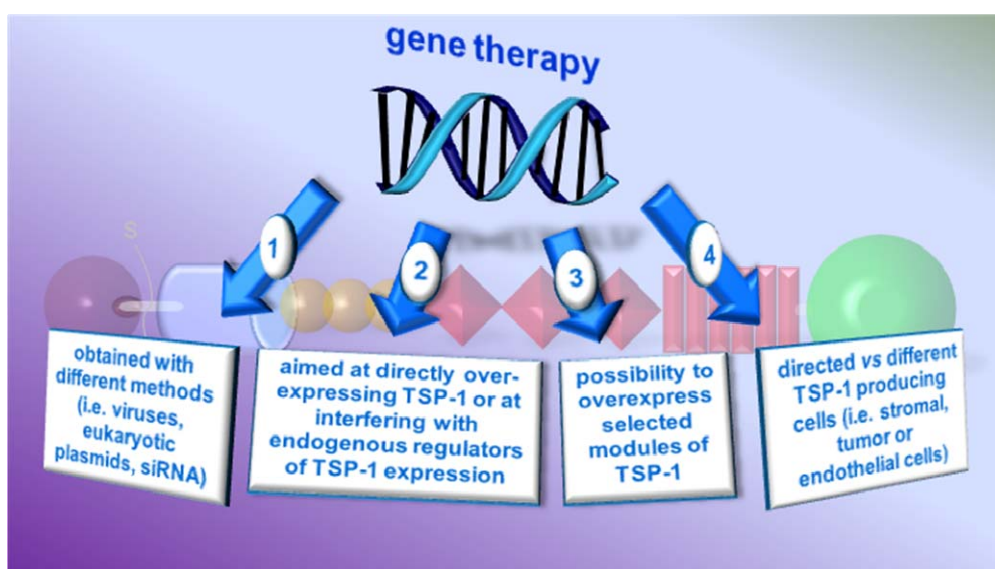 gene therapy
S
1
2
3
4
obtained with
different methods
(i.e. viruses,
eukaryotic
plasmids, siRNA)
aimed at directly over-
expressing TSP-1 or at
interfering with
endogenous regulators
of TSP-1 expression
possibility to
overexpress
selected
modules of
TSP-1
directed vs different
TSP-1 producing
cells (i.e. stromal,
tumor or
endothelial cells)